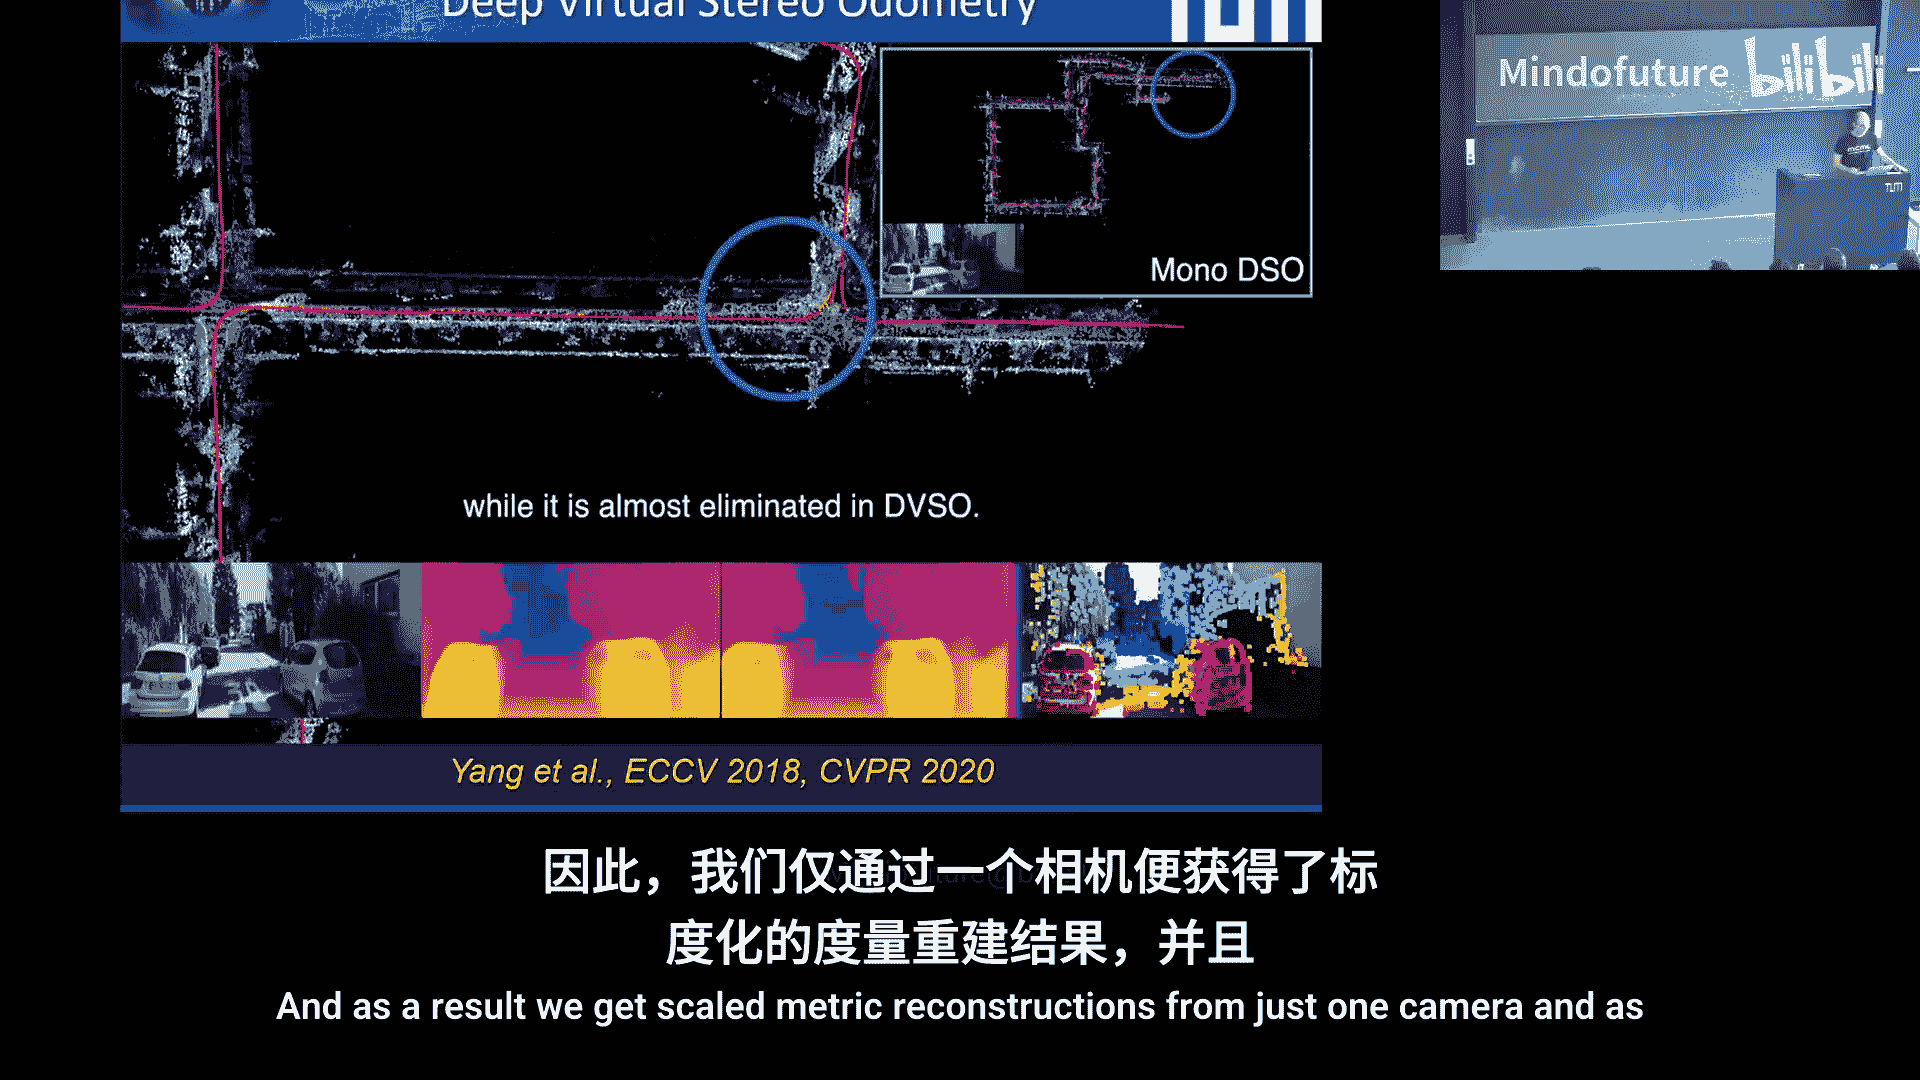 Deep Virtual Stereo Odometry
TUM
Mindofuture bilibili
TUM
Mono DSO
while it is almost eliminated in DVSO.
Yang et al., ECCV 2018, CVPR 2020
因此，我们仅通过一个相机便获得了标
度化的度量重建结果，并且
And as a result we get scaled metric reconstructions from just one camera and as